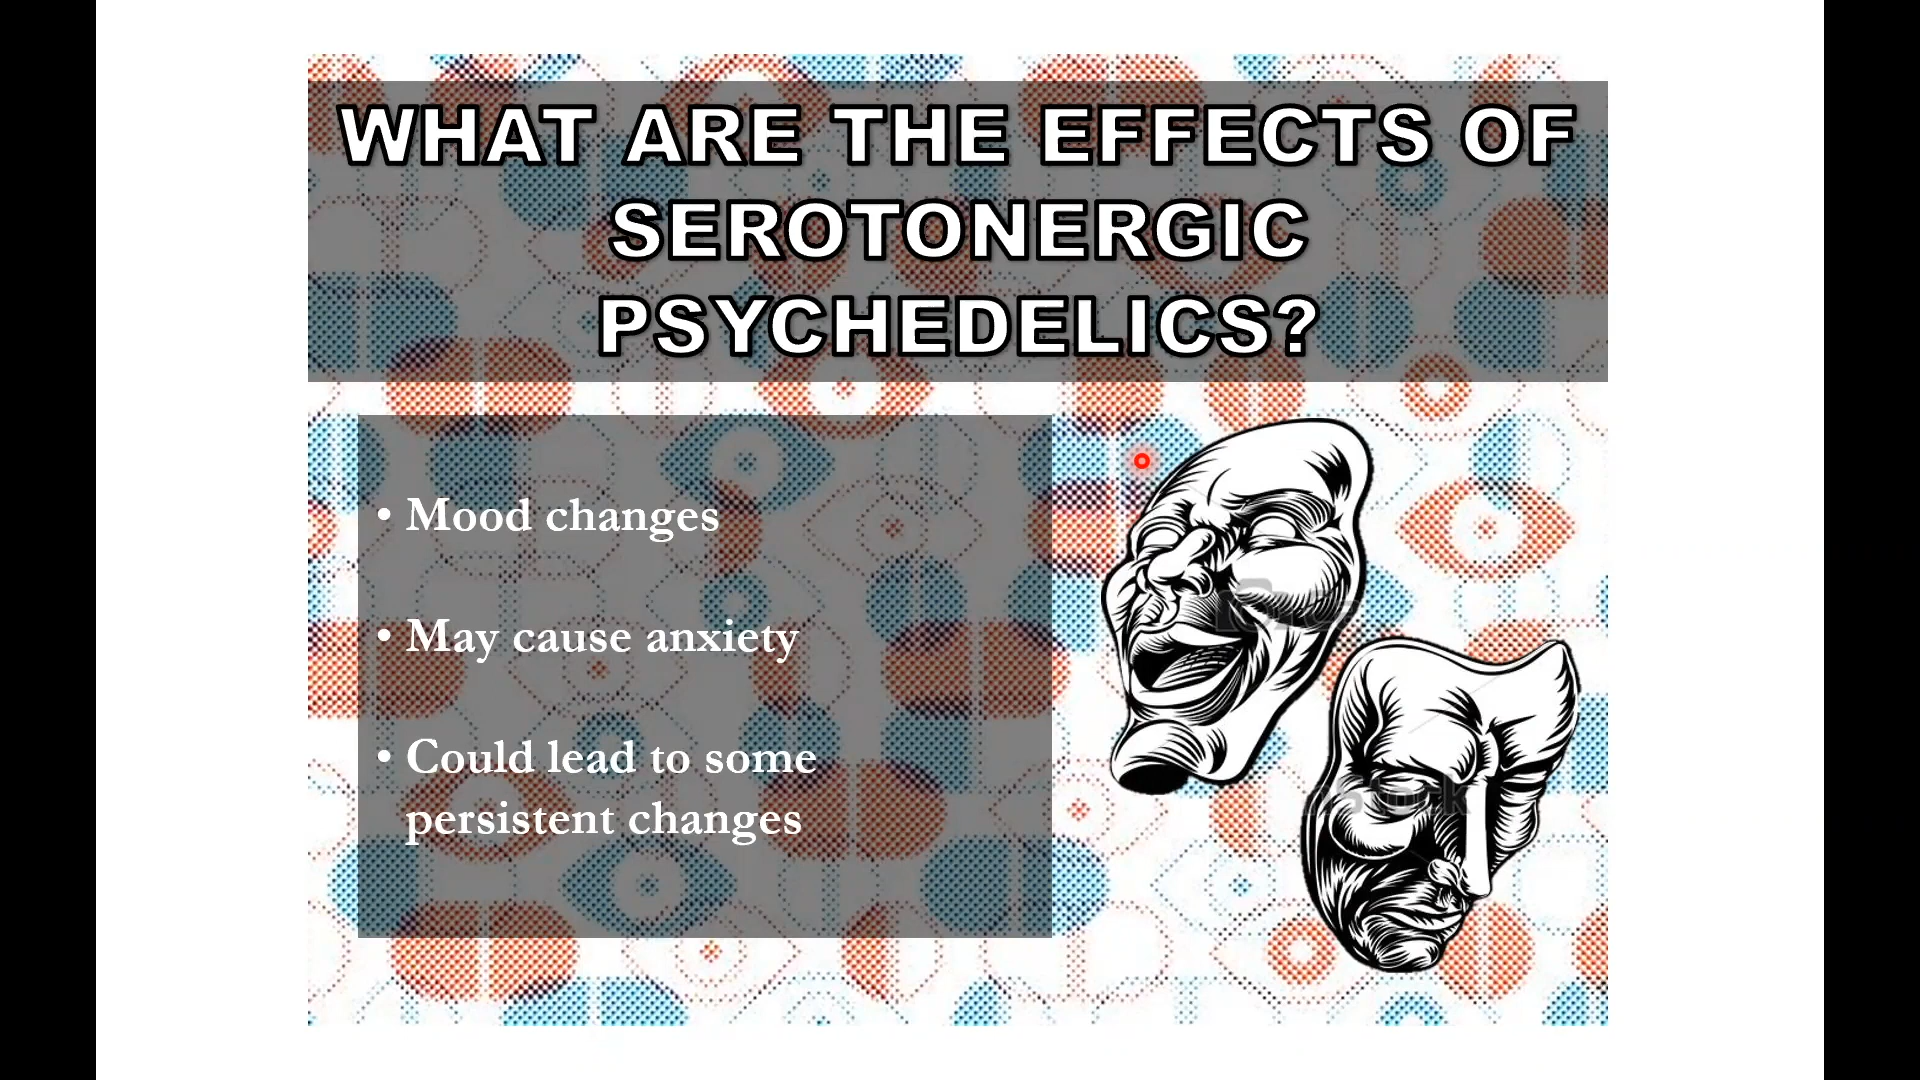 WHAT ARE THE EFFECTS OF
SEROTONERGIC
PSYCHEDELICS?
• Mood changes
• May cause anxiety
• Could lead to some
persistent changes